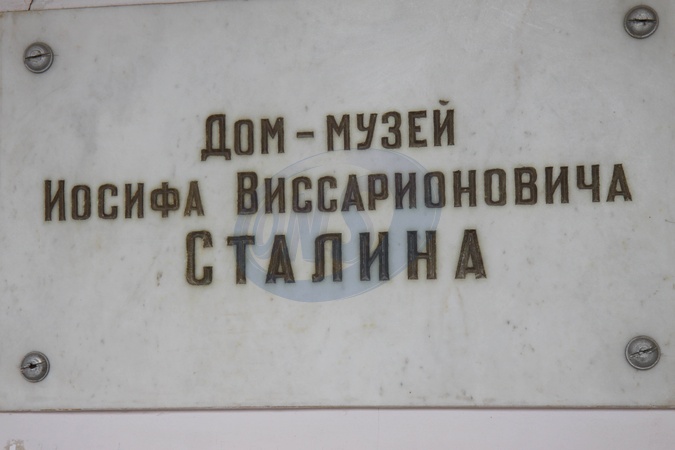 Дом-музей
Иосифа Виссарионовича
Сталина